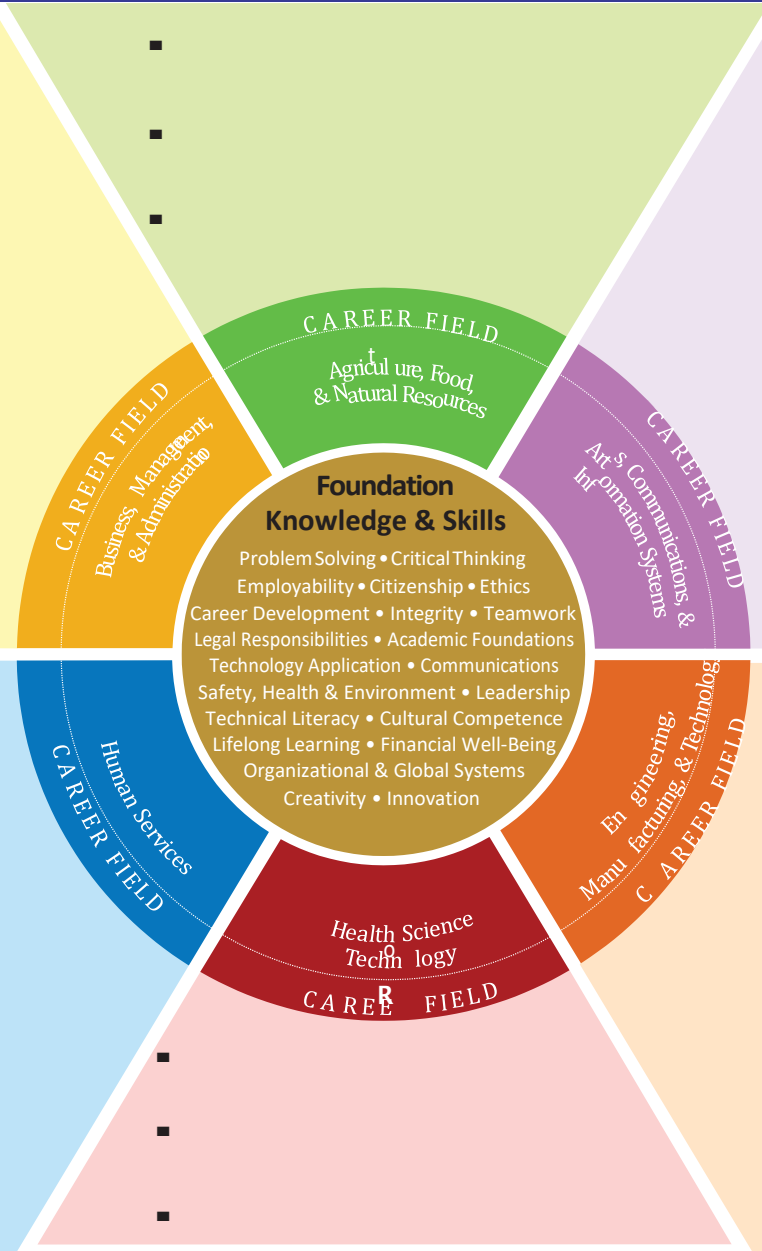 CAREER FIELD
Agriculture, Food,
& Natural Resources
CAREER FIELD
Business, Management,
& Administratio
CAREER FIELD
Arts, Communications, &
Information Systems
Foundation
Knowledge & Skills
Problem Solving • Critical Thinking
Employability • Citizenship • Ethics
Career Development • Integrity • Teamwork
Legal Responsibilities • Academic Foundations
Technology Application • Communications
Safety, Health & Environment • Leadership
Technical Literacy • Cultural Competence
Lifelong Learning • Financial Well-Being
Organizational & Global Systems
Creativity • Innovation
Human Services
CAREER FIELD
Engineering,
Manufacturing, & Technolog
CAREER FIELD
Health Science
Technology
CAREER FIELD